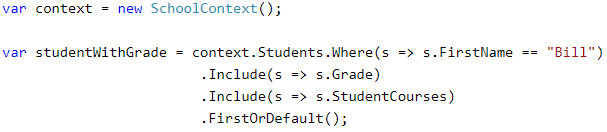 var context = new SchoolContext();
var studentWithGrade = context.Students.Where(s => s.FirstName == "Bill")
.Include(s => s.Grade)
.Include(s => s.StudentCourses)
.FirstOrDefault();